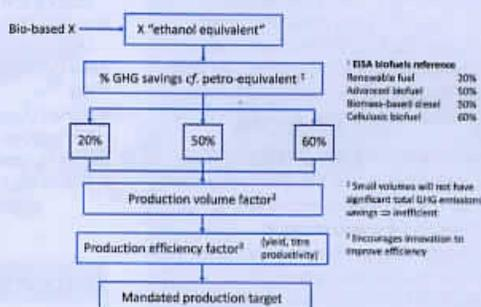 Bio-based X
X "ethanol equivalent"
% GHG savings cf. petro-equivalent ¹
20%
50%
60%
¹ EISA biofuels reference
Renewable fuel 20%
Advanced biofuel 50%
Biomass-based diesel 50%
Cellulosic biofuel 60%
Production volume factor²
² Small volumes will not have
significant total GHG emissions
savings ⇒ inefficient
Production efficiency factor³ (yield, titre
productivity)
³ Encourages innovation to
improve efficiency
Mandated production target